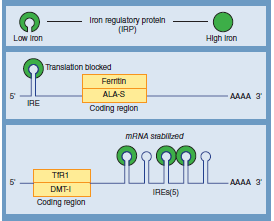 Iron regulatory protein
(IRP)
Low iron
High iron
Translation blocked
Ferritin
ALA-S
5'
AAAA 3'
IRE
Coding region
mRNA stabilized
TfR1
DMT-I
5'
AAAA 3'
IREs(5)
Coding region